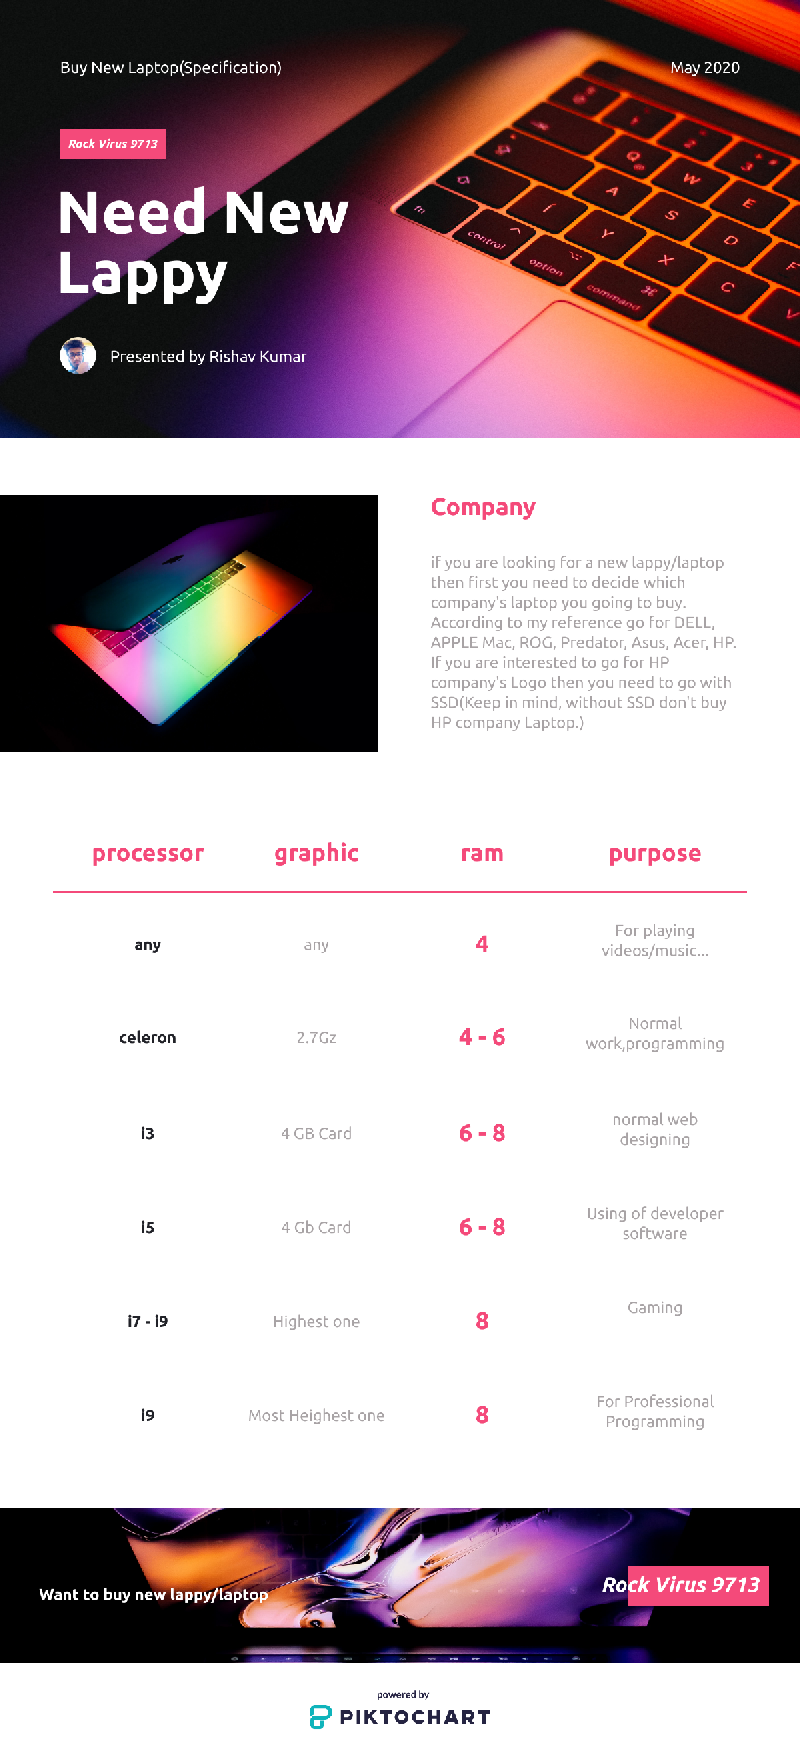 Buy New Laptop(Specification)
May 2020
Rock Virus 9713
Need New
Lappy
Presented by Rishav Kumar
Company
if you are looking for a new lappy/laptop
then first you need to decide which
company's laptop you going to buy.
According to my reference go for DELL,
APPLE Mac, ROG, Predator, Asus, Acer, HP.
If you are interested to go for HP
company's Logo then you need to go with
SSD(Keep in mind, without SSD don't buy
HP company Laptop.)
processor graphic ram purpose
any any 4 For playing
videos/music...
celeron 2.7Gz 4 - 6 Normal
work,programming
I3 4 GB Card 6 - 8 normal web
designing
I5 4 Gb Card 6 - 8 Using of developer
software
i7 - I9 Highest one 8 Gaming
I9 Most Heighest one 8 For Professional
Programming
Want to buy new lappy/laptop
Rock Virus 9713
powered by
PIKTOCHART